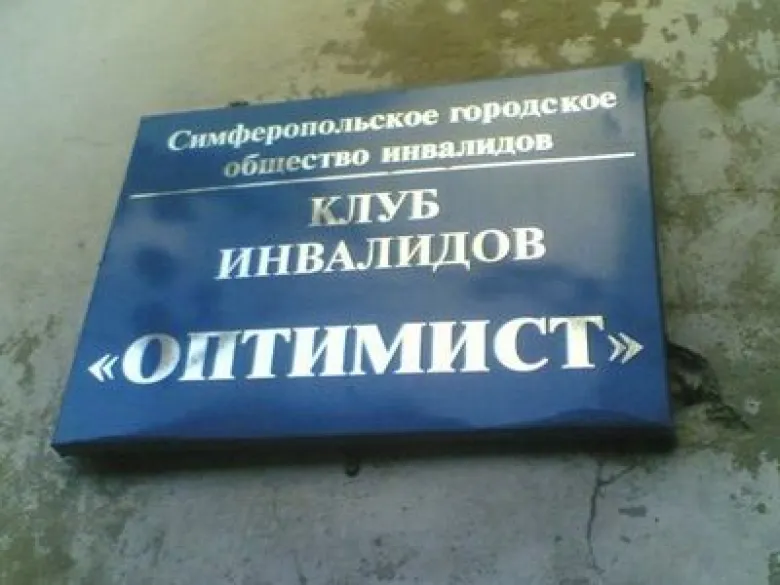 Симферопольское городское
общество инвалидов
КЛУБ
ИНВАЛИДОВ
«ОПТИМИСТ»